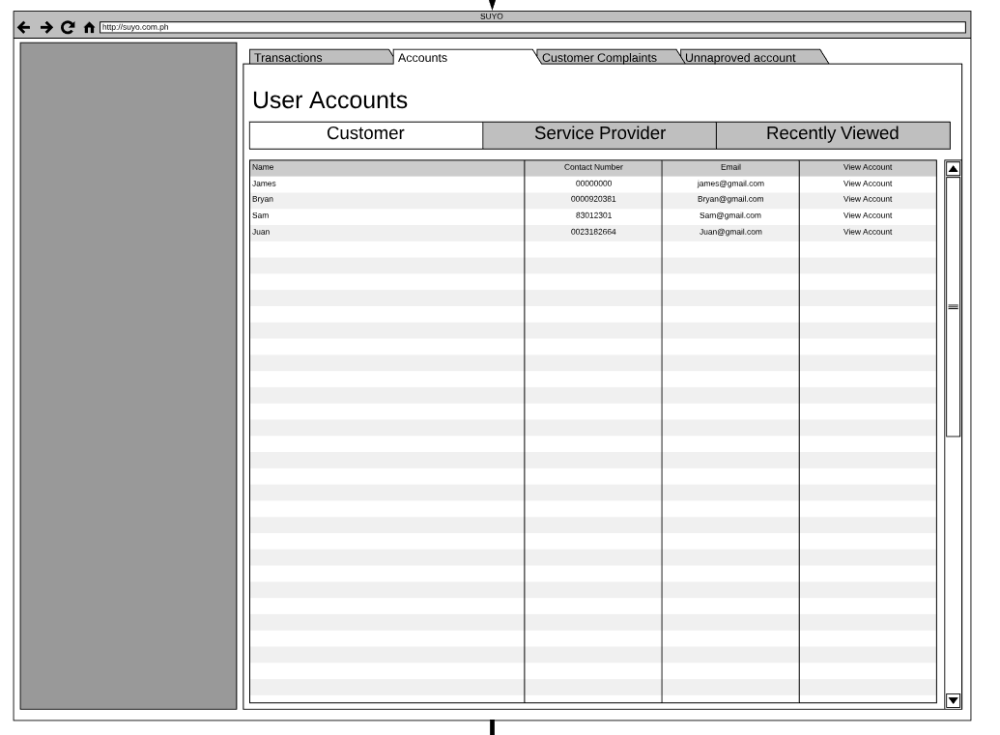 SUYO
http://suyo.com.ph
Transactions Accounts Customer Complaints Unnaproved account
User Accounts
Customer Service Provider Recently Viewed
Name Contact Number Email View Account
James 00000000 james@gmail.com View Account
Bryan 0000920381 Bryan@gmail.com View Account
Sam 83012301 Sam@gmail.com View Account
Juan 0023182664 Juan@gmail.com View Account